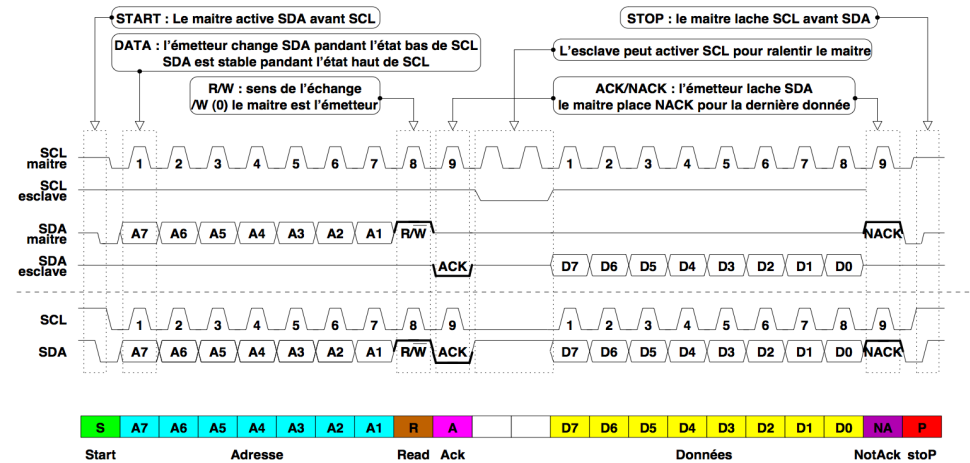 START : Le maitre active SDA avant SCL
STOP : le maitre lache SCL avant SDA
DATA : l'émetteur change SDA pandant l'état bas de SCL
SDA est stable pandant l'état haut de SCL
L'esclave peut activer SCL pour ralentir le maitre
R/W : sens de l'échange
/W (0) le maitre est l'émetteur
ACK/NACK : l'émetteur lache SDA
le maitre place NACK pour la dernière donnée
SCL maitre 1 2 3 4 5 6 7 8 9 1 2 3 4 5 6 7 8 9
SCL esclave
SDA maitre A7 A6 A5 A4 A3 A2 A1 R/W NACK
SDA esclave ACK D7 D6 D5 D4 D3 D2 D1 D0
SCL 1 2 3 4 5 6 7 8 9 1 2 3 4 5 6 7 8 9
SDA A7 A6 A5 A4 A3 A2 A1 R/W ACK D7 D6 D5 D4 D3 D2 D1 D0 NACK
S A7 A6 A5 A4 A3 A2 A1 R A D7 D6 D5 D4 D3 D2 D1 D0 NA P
Start Adresse Read Ack Données NotAck stoP